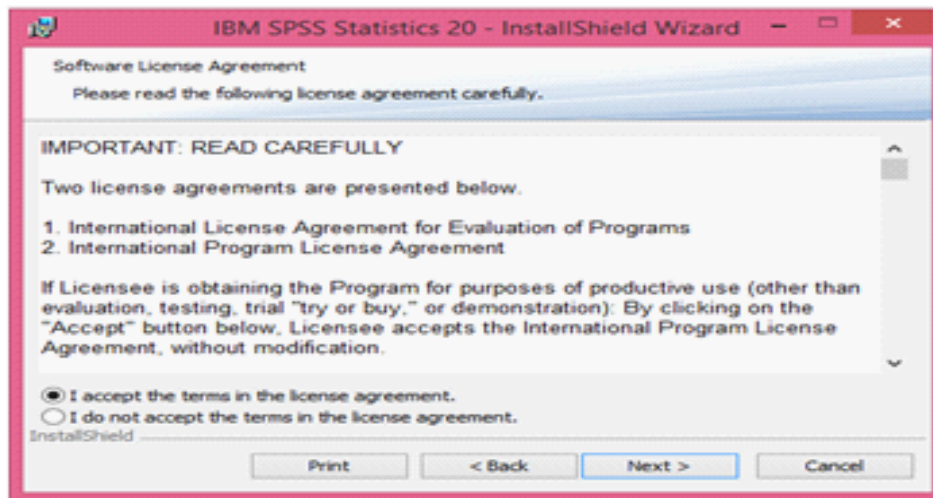 IBM SPSS Statistics 20 - InstallShield Wizard
Software License Agreement
Please read the following license agreement carefully.
IMPORTANT: READ CAREFULLY
Two license agreements are presented below.
1. International License Agreement for Evaluation of Programs
2. International Program License Agreement
If Licensee is obtaining the Program for purposes of productive use (other than
evaluation, testing, trial "try or buy," or demonstration): By clicking on the
"Accept" button below, Licensee accepts the International Program License
Agreement, without modification.
I accept the terms in the license agreement.
I do not accept the terms in the license agreement.
InstallShield
Print
< Back
Next >
Cancel